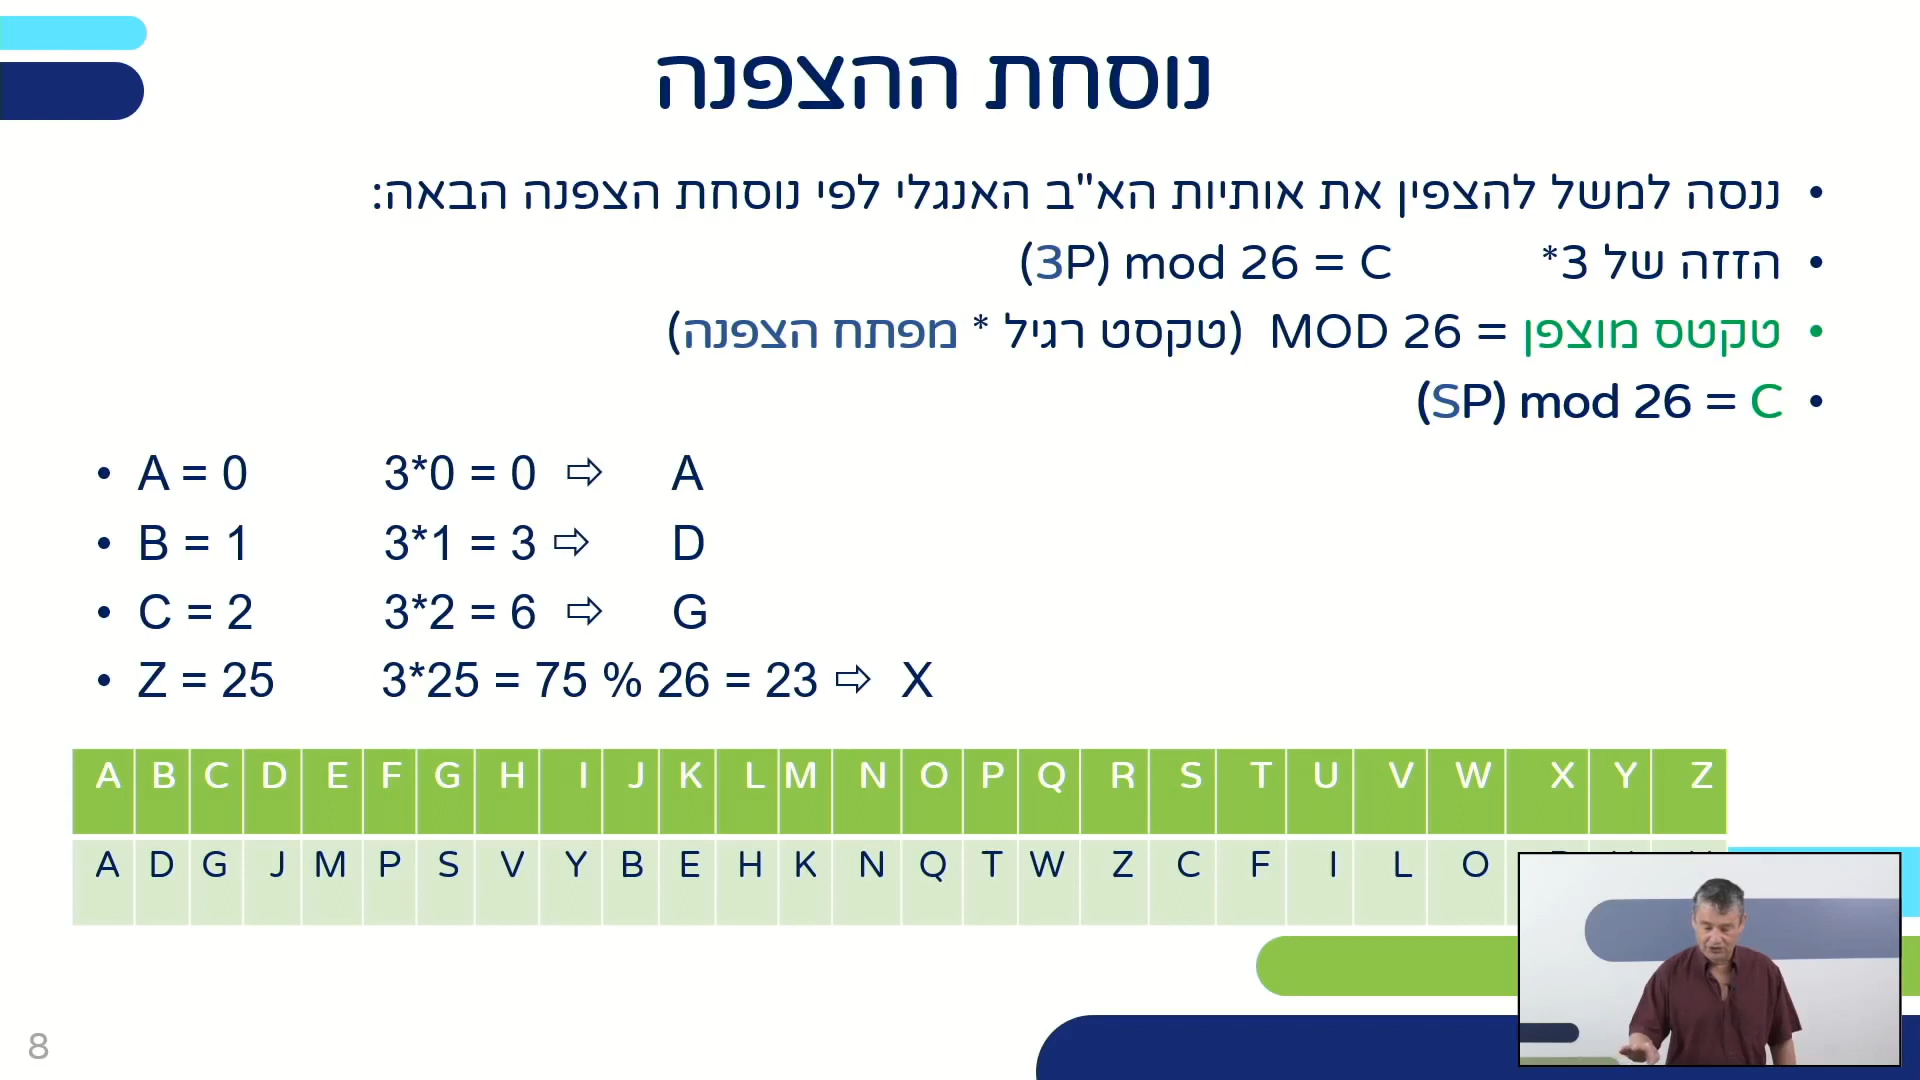 נוסחת ההצפנה
• ננסה למשל להצפין את אותיות הא"ב האנגלי לפי נוסחת הצפנה הבאה:
• הזזה של 3* (3P) mod 26 = C
• טקטס מוצפן = MOD 26 (טקסט רגיל * מפתח הצפנה)
• (SP) mod 26 = C
• A = 0 3*0 = 0 ⇨ A
• B = 1 3*1 = 3 ⇨ D
• C = 2 3*2 = 6 ⇨ G
• Z = 25 3*25 = 75 % 26 = 23 ⇨ X
A B C D E F G H I J K L M N O P Q R S T U V W X Y Z
A D G J M P S V Y B E H K N Q T W Z C F I L O
8